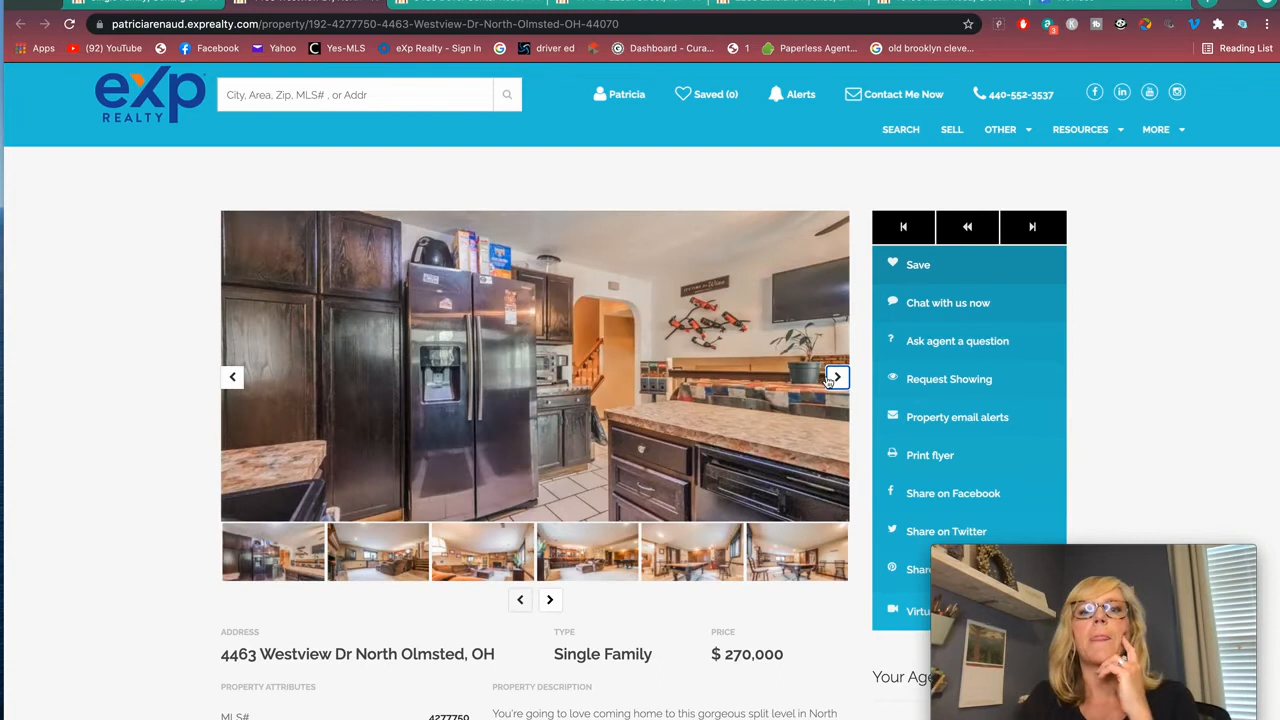 patriciarenaud.exprealty.com/property/192-4277750-4463-Westview-Dr-North-Olmsted-OH-44070
Apps (92) YouTube Facebook Yahoo Yes-MLS eXp Realty - Sign In driver ed Dashboard - Cura... 1 Paperless Agent... old brooklyn cleve... Reading List
eXp REALTY
City, Area, Zip, MLS# , or Addr
Patricia Saved (0) Alerts Contact Me Now 440-552-3537
SEARCH SELL OTHER RESOURCES MORE
Save
Chat with us now
Ask agent a question
Request Showing
Property email alerts
Print flyer
Share on Facebook
Share on Twitter
Shar
Virtu
ADDRESS TYPE PRICE
4463 Westview Dr North Olmsted, OH Single Family $ 270,000
Your Age
PROPERTY ATTRIBUTES PROPERTY DESCRIPTION
MLS# 4277750 You're going to love coming home to this gorgeous split level in North